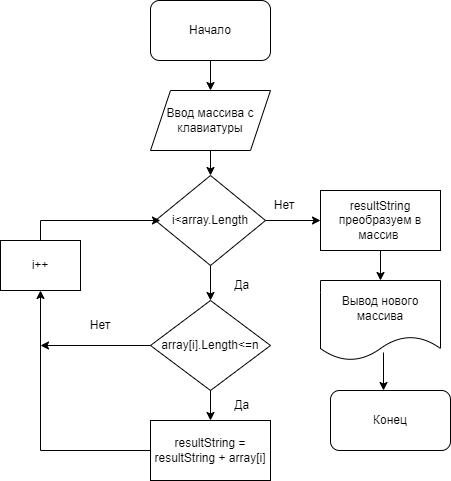 Начало
Ввод массива с
клавиатуры
i<array.Length
Нет
resultString
преобразуем в
массив
i++
Да
Вывод нового
массива
Нет
array[i].Length<=n
Да
Конец
resultString =
resultString + array[i]